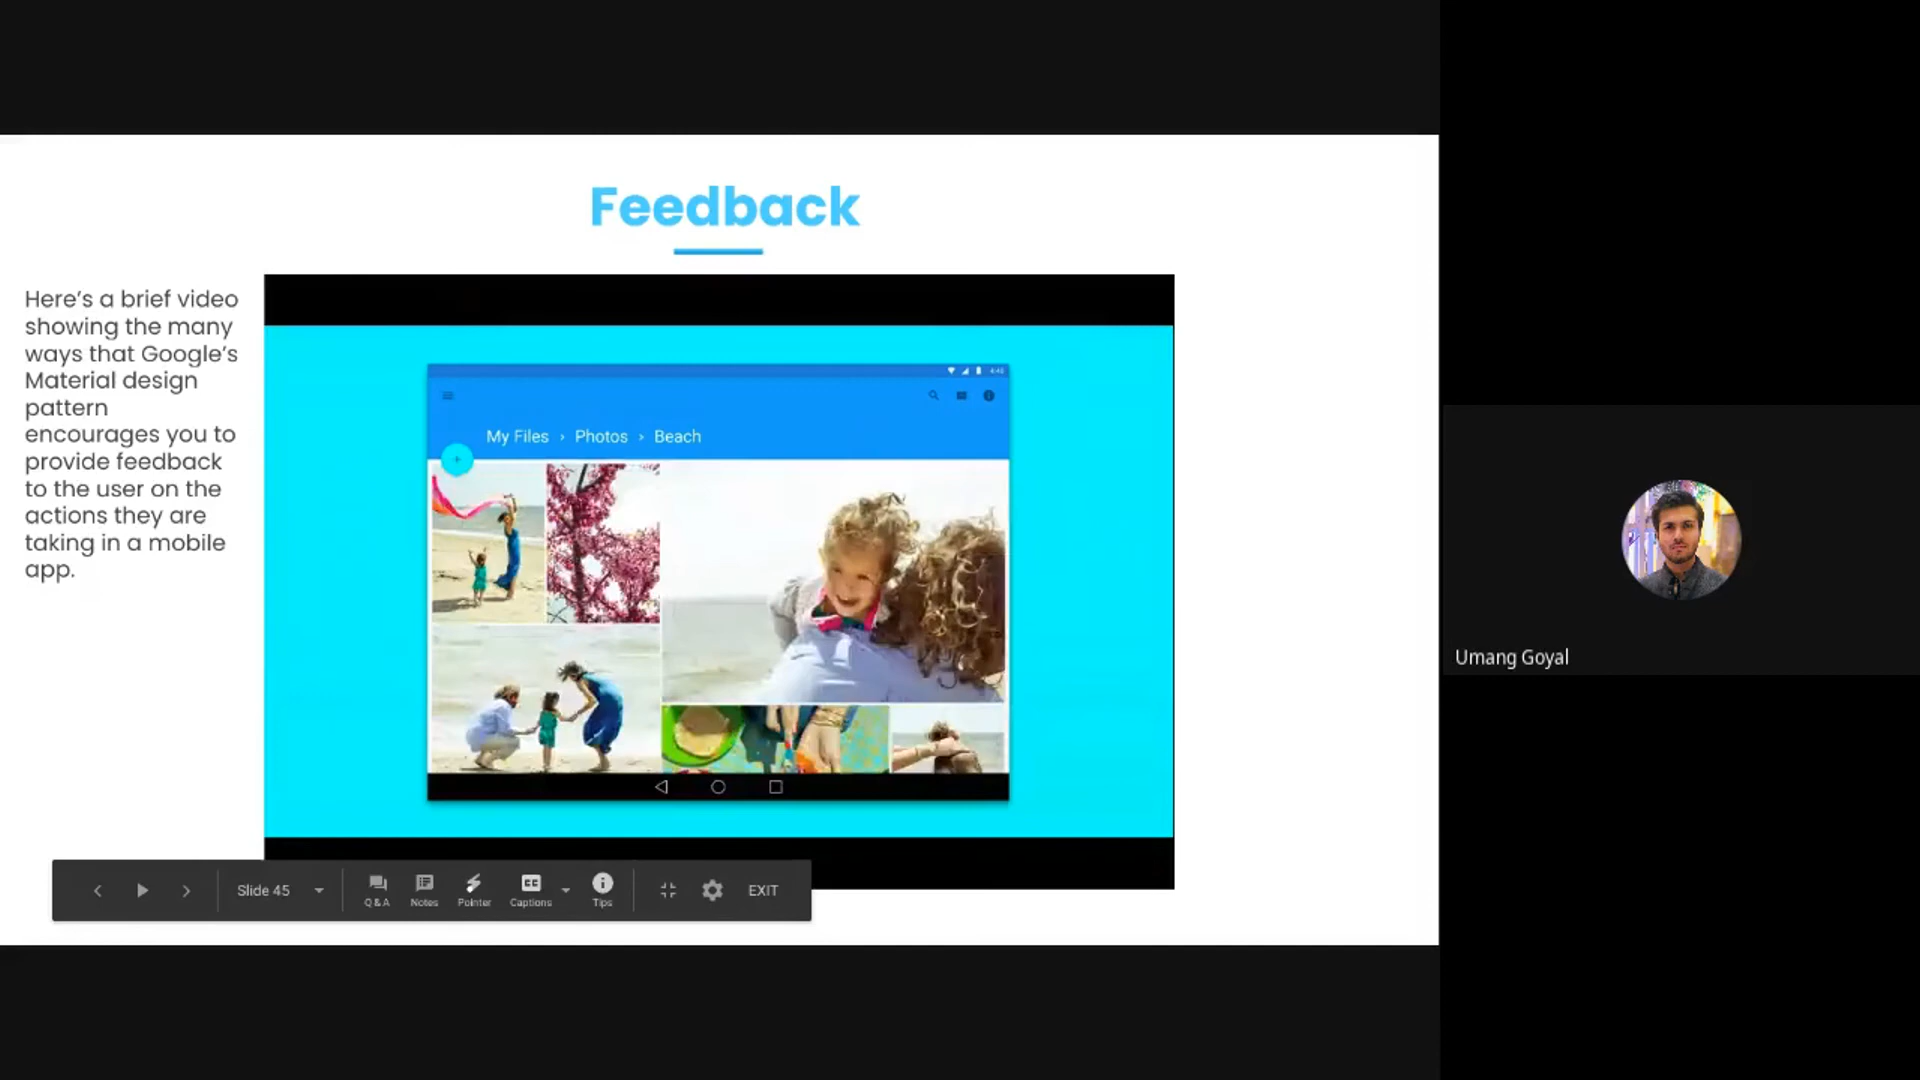 Feedback
Here’s a brief video
showing the many
ways that Google’s
Material design
pattern
encourages you to
provide feedback
to the user on the
actions they are
taking in a mobile
app.
My Files › Photos › Beach
Slide 45
Q & A
Notes
Pointer
CC
Captions
Tips
EXIT
Umang Goyal